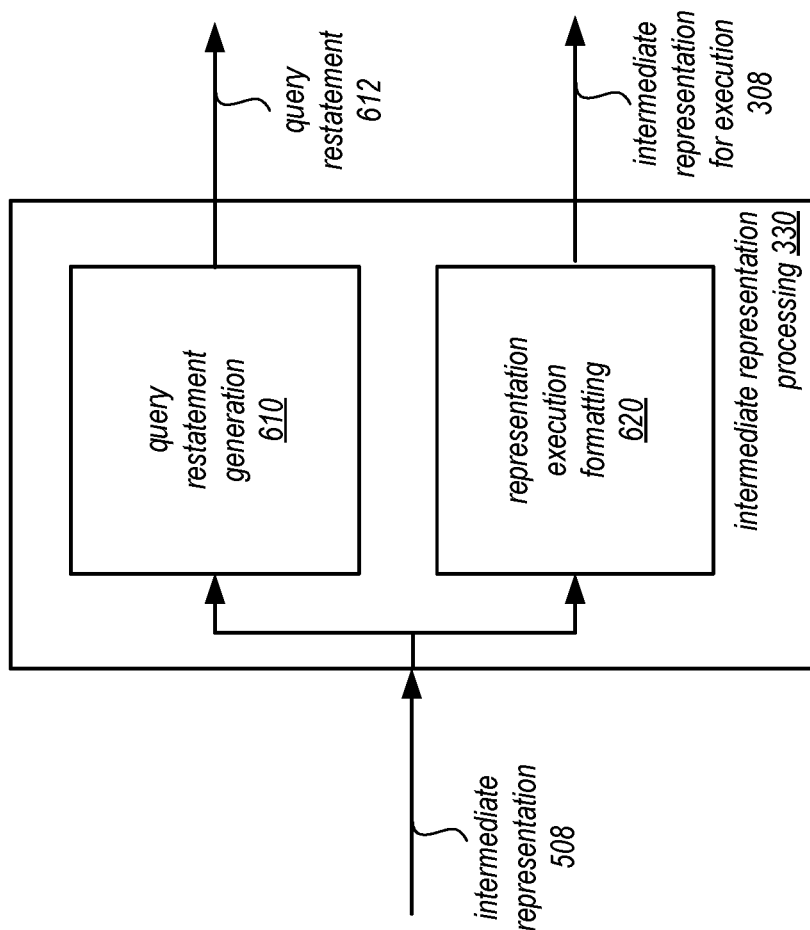 intermediate
representation
508
query
restatement
generation
610
representation
execution
formatting
620
intermediate representation
processing 330
query
restatement
612
intermediate
representation
for execution
308